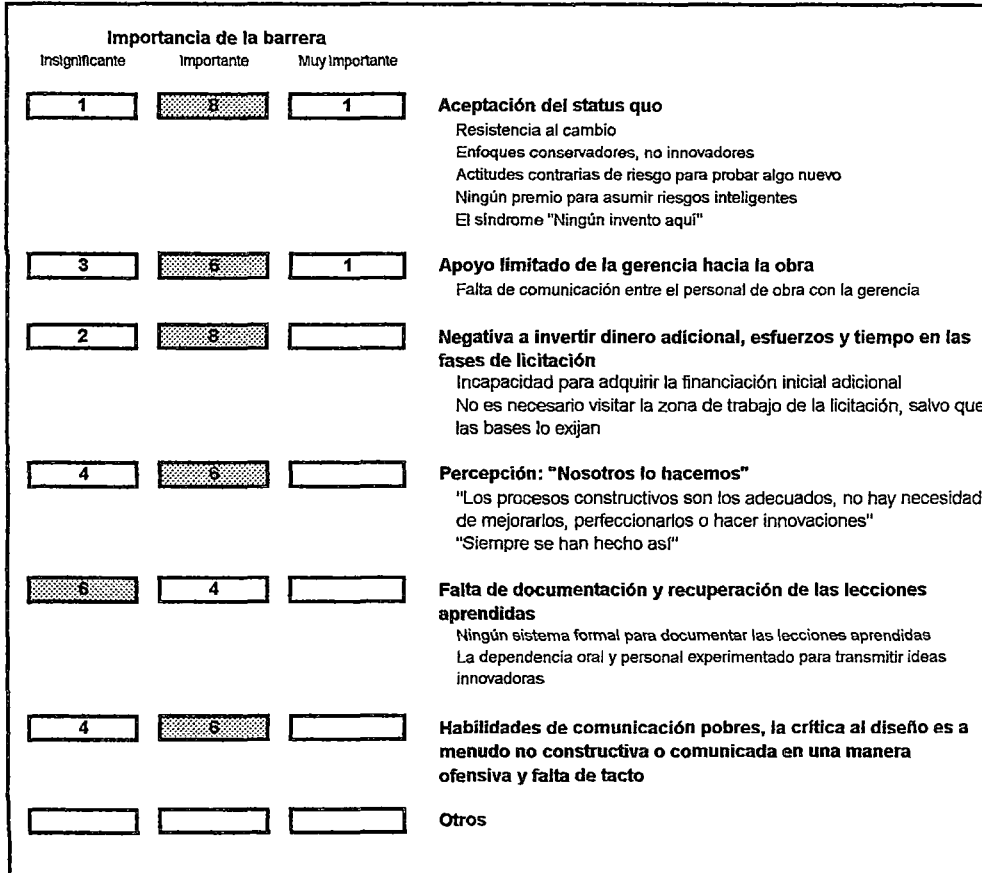 Importancia de la barrera
Insignificante Importante Muy Importante
1 8 1 Aceptación del status quo
Resistencia al cambio
Enfoques conservadores, no innovadores
Actitudes contrarias de riesgo para probar algo nuevo
Ningún premio para asumir riesgos inteligentes
El síndrome "Ningún invento aquí"
3 6 1 Apoyo limitado de la gerencia hacia la obra
Falta de comunicación entre el personal de obra con la gerencia
2 8 Negativa a invertir dinero adicional, esfuerzos y tiempo en las
fases de licitación
Incapacidad para adquirir la financiación inicial adicional
No es necesario visitar la zona de trabajo de la licitación, salvo que
las bases lo exijan
4 6 Percepción: "Nosotros lo hacemos"
"Los procesos constructivos son los adecuados, no hay necesidad
de mejorarlos, perfeccionarlos o hacer innovaciones"
"Siempre se han hecho así"
6 4 Falta de documentación y recuperación de las lecciones
aprendidas
Ningún sistema formal para documentar las lecciones aprendidas
La dependencia oral y personal experimentado para transmitir ideas
innovadoras
4 6 Habilidades de comunicación pobres, la crítica al diseño es a
menudo no constructiva o comunicada en una manera
ofensiva y falta de tacto
Otros